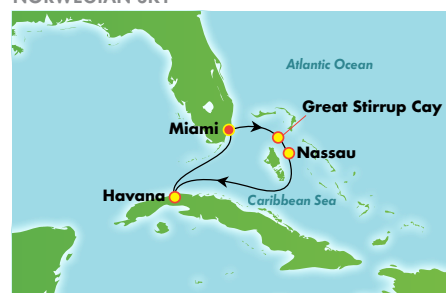 NORWEGIAN SKY
Atlantic Ocean
Great Stirrup Cay
Miami
Nassau
Havana
Caribbean Sea